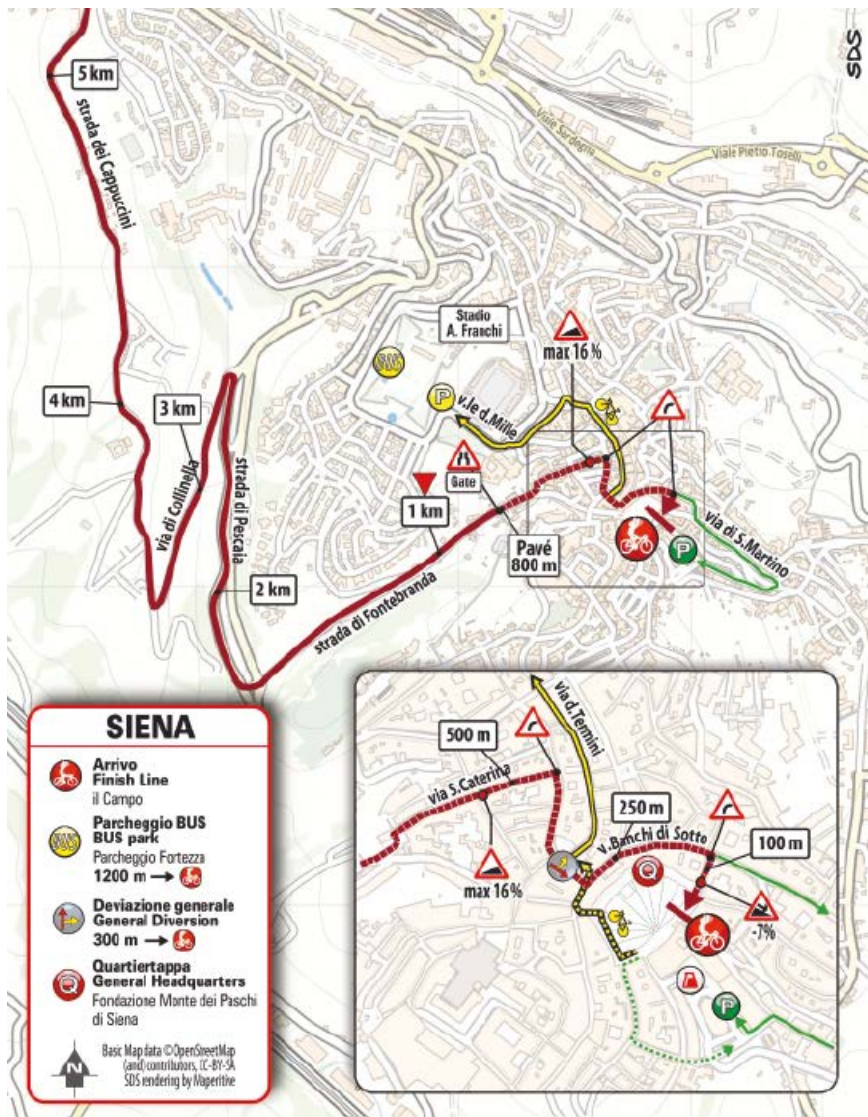 SDS
5 km
strada dei Cappuccini
Viale Sardegna
Viale Pietro Toselli
Stadio
A. Franchi
max 16%
BUS
P
v.le d.Mille
4 km
3 km
via di Collinella
strada di Pescaia
Gate
1 km
Pavé
800 m
P
via di S.Martino
2 km
strada di Fontebranda
SIENA
Arrivo
Finish Line
il Campo
BUS
Parcheggio BUS
BUS park
Parcheggio Fortezza
1200 m
Deviazione generale
General Diversion
300 m
Q
Quartiertappa
General Headquarters
Fondazione Monte dei Paschi
di Siena
N
Basic Map data ©OpenStreetMap
(and) contributors, CC-BY-SA
SDS rendering by Maperitive
via d.Termini
500 m
via S.Caterina
250 m
v.Banchi di Sotto
100 m
max 16%
Q
-7%
P